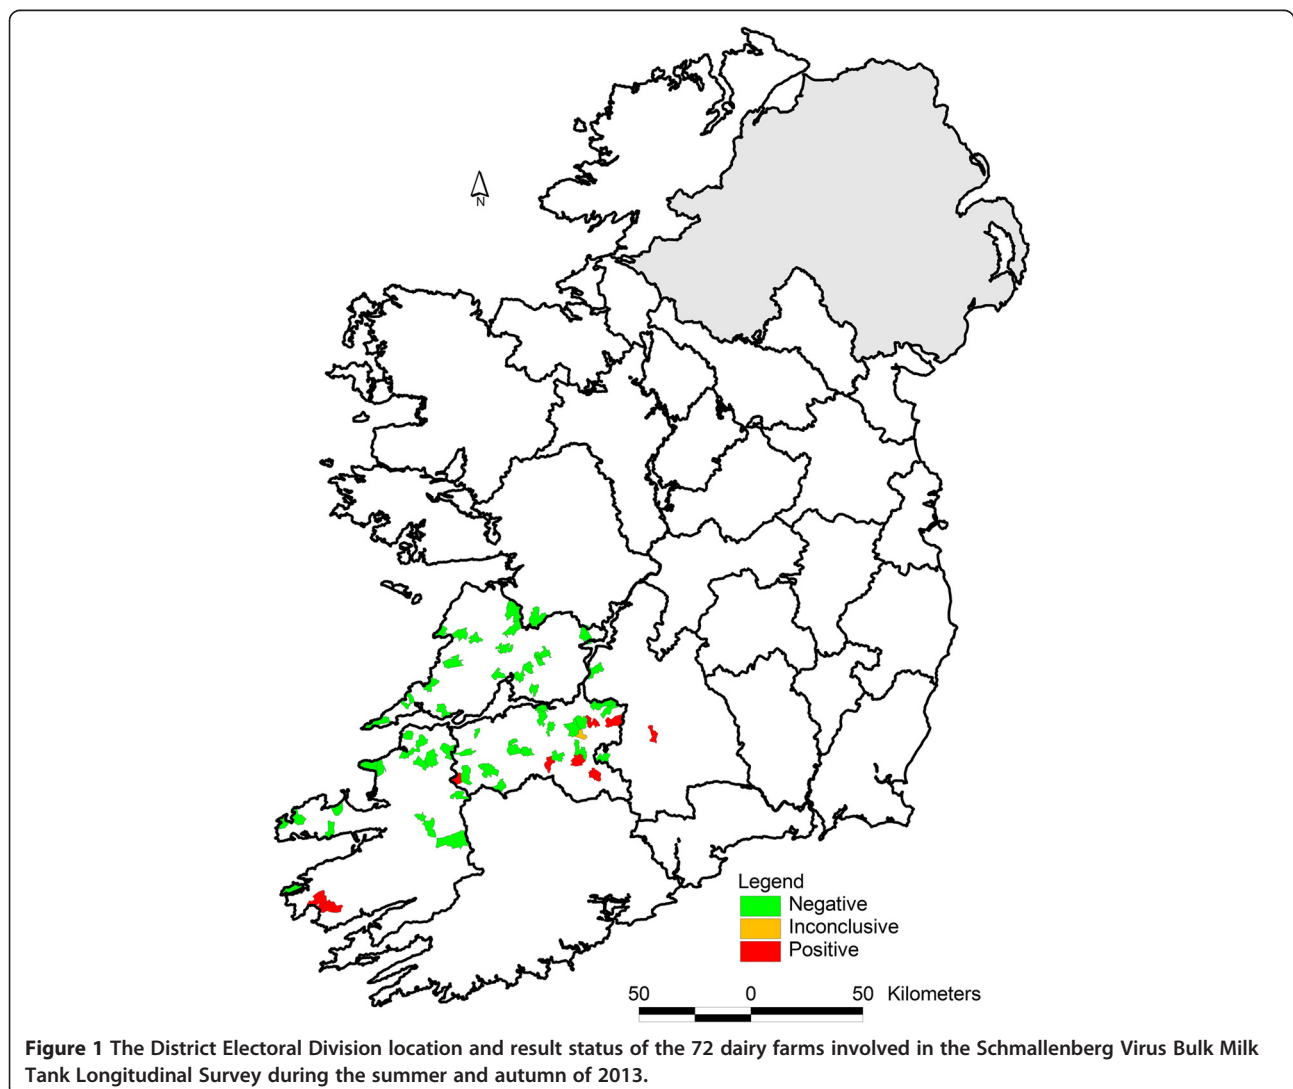 N
Legend
Negative
Inconclusive
Positive
50 0 50 Kilometers
Figure 1 The District Electoral Division location and result status of the 72 dairy farms involved in the Schmallenberg Virus Bulk Milk
Tank Longitudinal Survey during the summer and autumn of 2013.